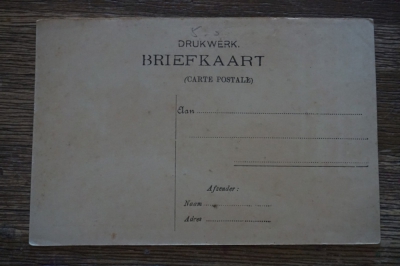 DRUKWERK.
BRIEFKAART
(CARTE POSTALE)
Aan
Afzender:
Naam
Adres